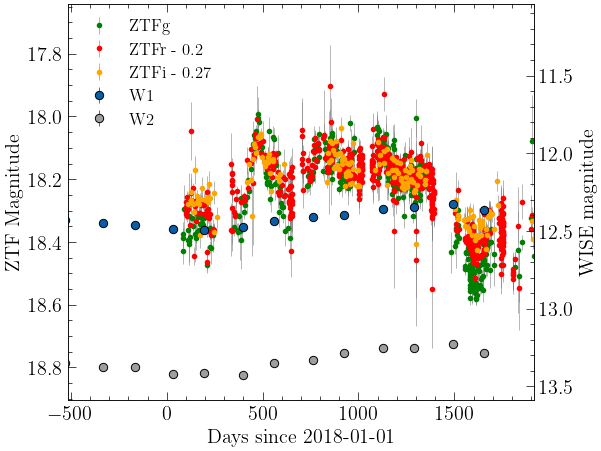 ZTFg
ZTFr - 0.2
ZTFi - 0.27
W1
W2
17.8
18.0
18.2
18.4
18.6
18.8
ZTF Magnitude
11.5
12.0
12.5
13.0
13.5
WISE magnitude
−500
0
500
1000
1500
Days since 2018-01-01